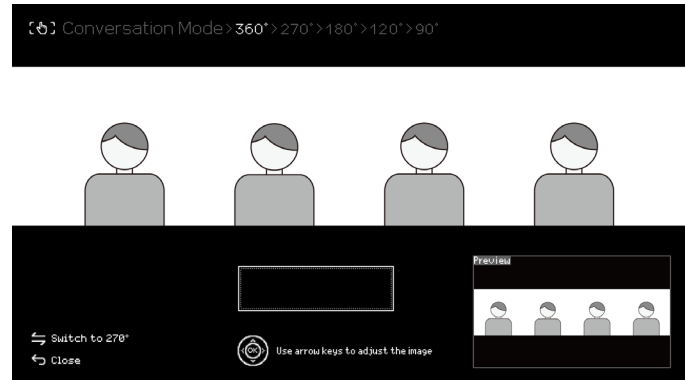 Conversation Mode>360°>270°>180°>120°>90°
Preview
Switch to 270°
Close
OK
Use arrow keys to adjust the image